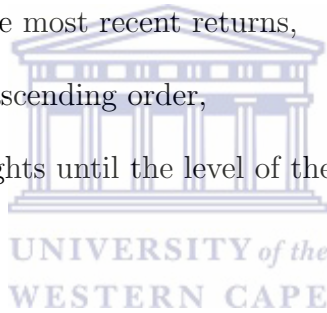 e most recent returns,
scending order,
ghts until the level of the
UNIVERSITY of the
WESTERN CAPE